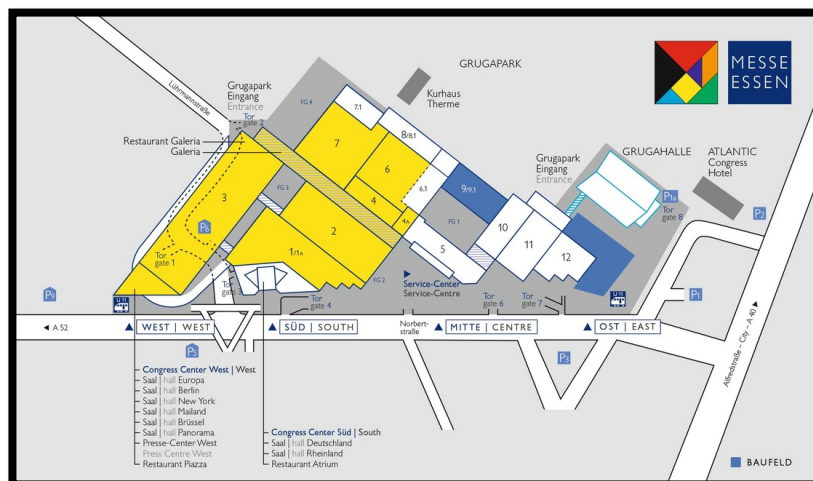 GRUGAPARK
MESSE
ESSEN
Lührmannstraße
Grugapark
Eingang
Entrance
Tor
gate 2
Restaurant Galeria
Galeria
Kurhaus
Therme
FG 4
7.1
7
8/8.1
6
6.1
9/9.1
4
4A
FG 1
FG 3
3
2
1/1A
5
10
11
12
FG 2
Grugapark
Eingang
Entrance
GRUGAHALLE
ATLANTIC
Congress
Hotel
P10
Tor
gate 8
P2
P6
Tor
gate 1
Tor
gate 3
Tor
gate 4
Service-Center
Service-Centre
Tor
gate 6
Tor
gate 7
P9
P1
A 52
WEST | WEST
SÜD | SOUTH
Norbert-
straße
MITTE | CENTRE
OST | EAST
Alfredstraße – City – A 40
P5
P3
Congress Center West | West
Saal | hall Europa
Saal | hall Berlin
Saal | hall New York
Saal | hall Mailand
Saal | hall Brüssel
Saal | hall Panorama
Presse-Center West
Press Centre West
Restaurant Piazza
Congress Center Süd | South
Saal | hall Deutschland
Saal | hall Rheinland
Restaurant Atrium
BAUFELD